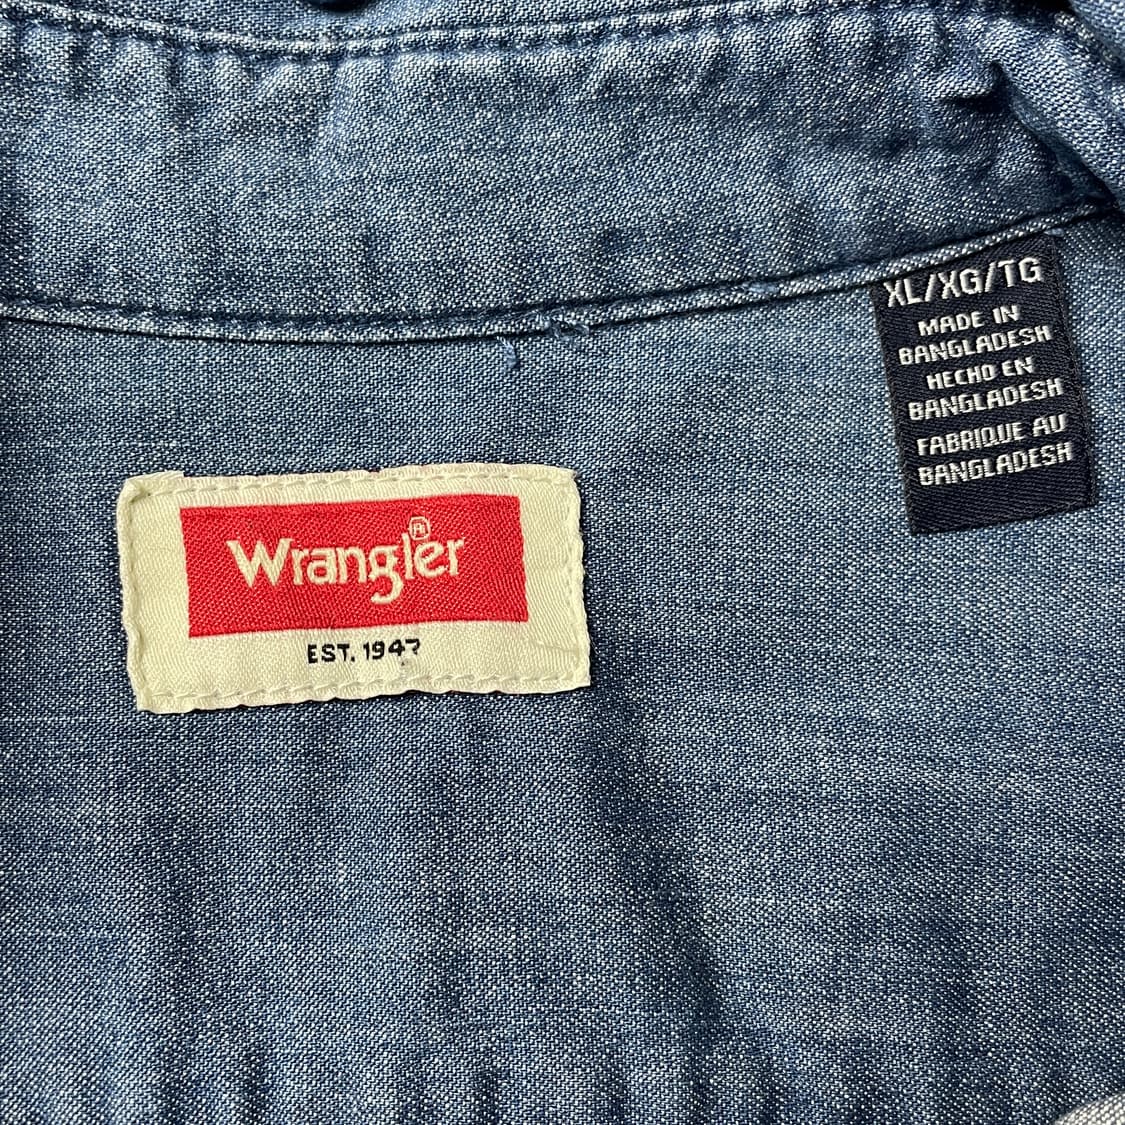 XL/XG/TG
MADE IN
BANGLADESH
HECHO EN
BANGLADESH
FABRIQUE AU
BANGLADESH
Wrangler®
EST. 1947